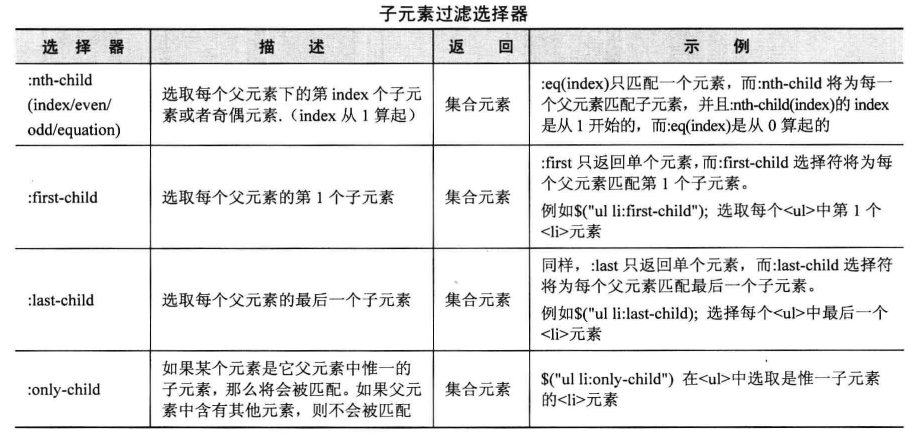 子元素过滤选择器
选 择 器
描 述
返 回
示 例
:nth-child
(index/even/
odd/equation)
选取每个父元素下的第 index 个子元
素或者奇偶元素.（index 从 1 算起）
集合元素
:eq(index)只匹配一个元素，而:nth-child 将为每一
个父元素匹配子元素，并且:nth-child(index)的 index
是从 1 开始的，而:eq(index)是从 0 算起的
:first-child
选取每个父元素的第 1 个子元素
集合元素
:first 只返回单个元素，而:first-child 选择符将为每
个父元素匹配第 1 个子元素。
例如$("ul li:first-child"); 选取每个<ul>中第 1 个
<li>元素
:last-child
选取每个父元素的最后一个子元素
集合元素
同样，:last 只返回单个元素，而:last-child 选择符
将为每个父元素匹配最后一个子元素。
例如$("ul li:last-child); 选择每个<ul>中最后一个
<li>元素
:only-child
如果某个元素是它父元素中惟一的
子元素，那么将会被匹配。如果父元
素中含有其他元素，则不会被匹配
集合元素
$("ul li:only-child") 在<ul>中选取是惟一子元素
的<li>元素